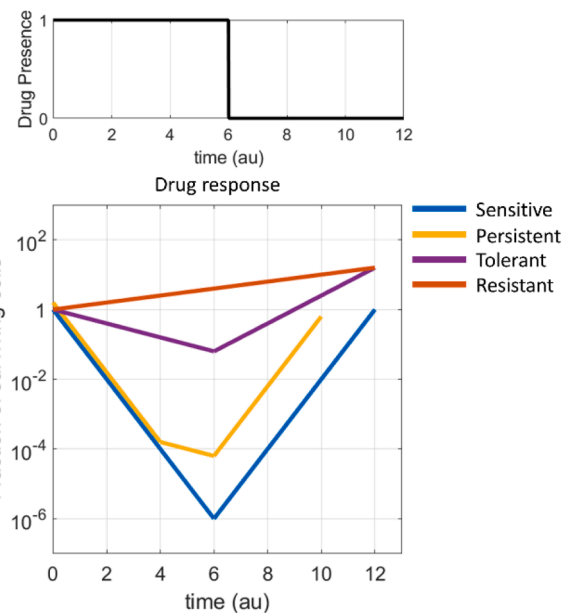 Drug Presence
1
0
0 2 4 6 8 10 12
time (au)
Drug response
Sensitive
Persistent
Tolerant
Resistant
10^2
1
10^-2
10^-4
10^-6
0 2 4 6 8 10 12
time (au)